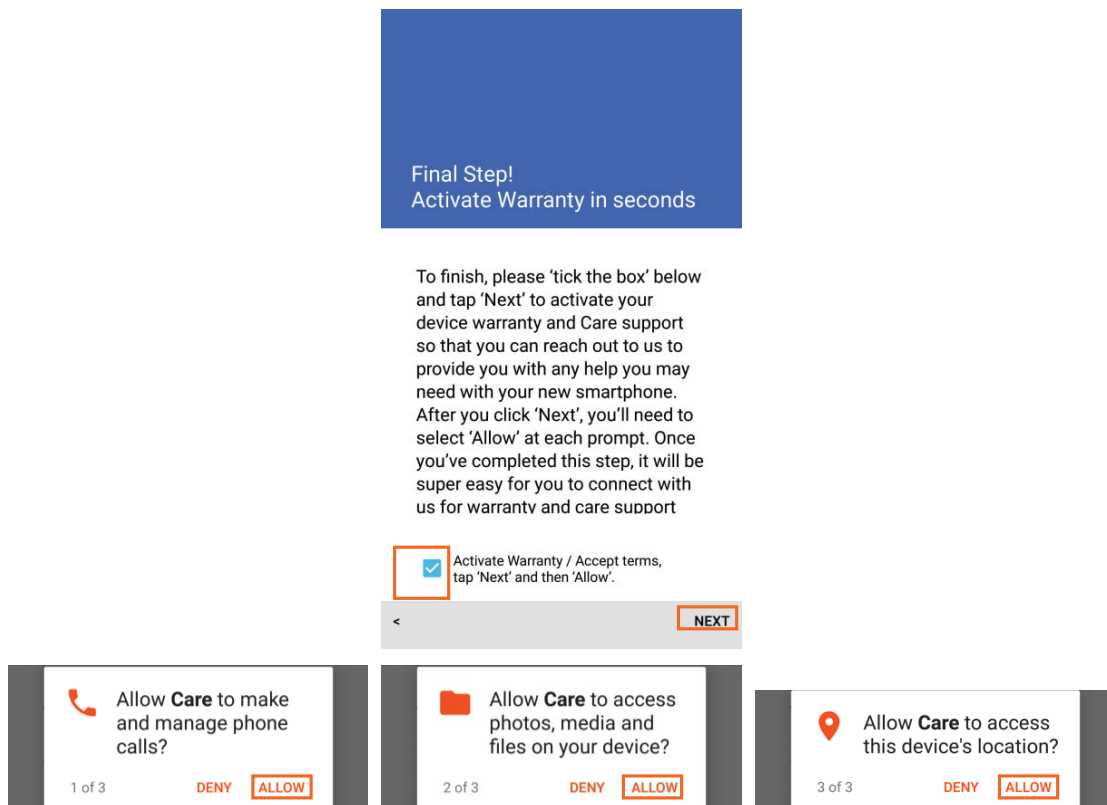 Final Step!
Activate Warranty in seconds
To finish, please ‘tick the box’ below
and tap ‘Next’ to activate your
device warranty and Care support
so that you can reach out to us to
provide you with any help you may
need with your new smartphone.
After you click ‘Next’, you’ll need to
select ‘Allow’ at each prompt. Once
you’ve completed this step, it will be
super easy for you to connect with
us for warranty and care support
Activate Warranty / Accept terms,
tap ‘Next’ and then ‘Allow’.
< NEXT
Allow Care to make
and manage phone
calls?
1 of 3 DENY ALLOW
Allow Care to access
photos, media and
files on your device?
2 of 3 DENY ALLOW
Allow Care to access
this device's location?
3 of 3 DENY ALLOW